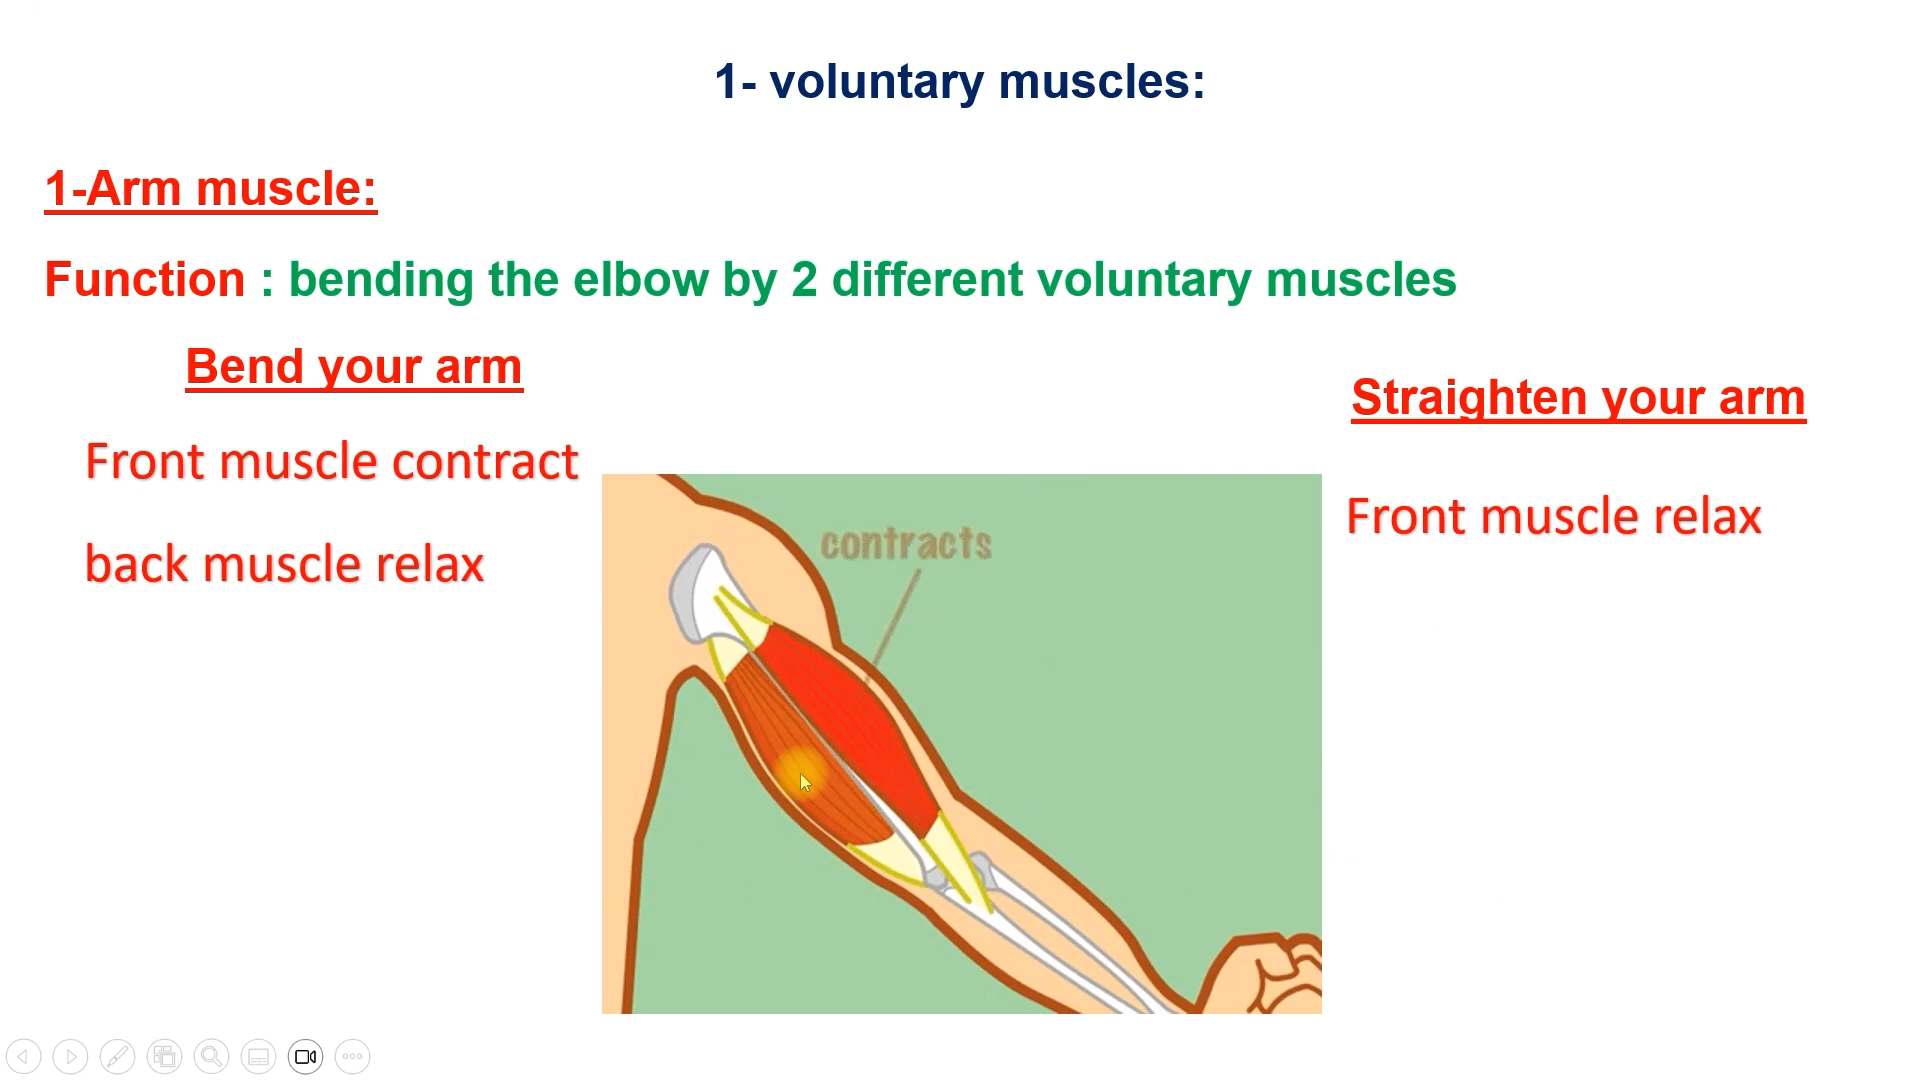 1- voluntary muscles:
1-Arm muscle:
Function : bending the elbow by 2 different voluntary muscles
Bend your arm
Straighten your arm
Front muscle contract
Front muscle relax
back muscle relax
contracts